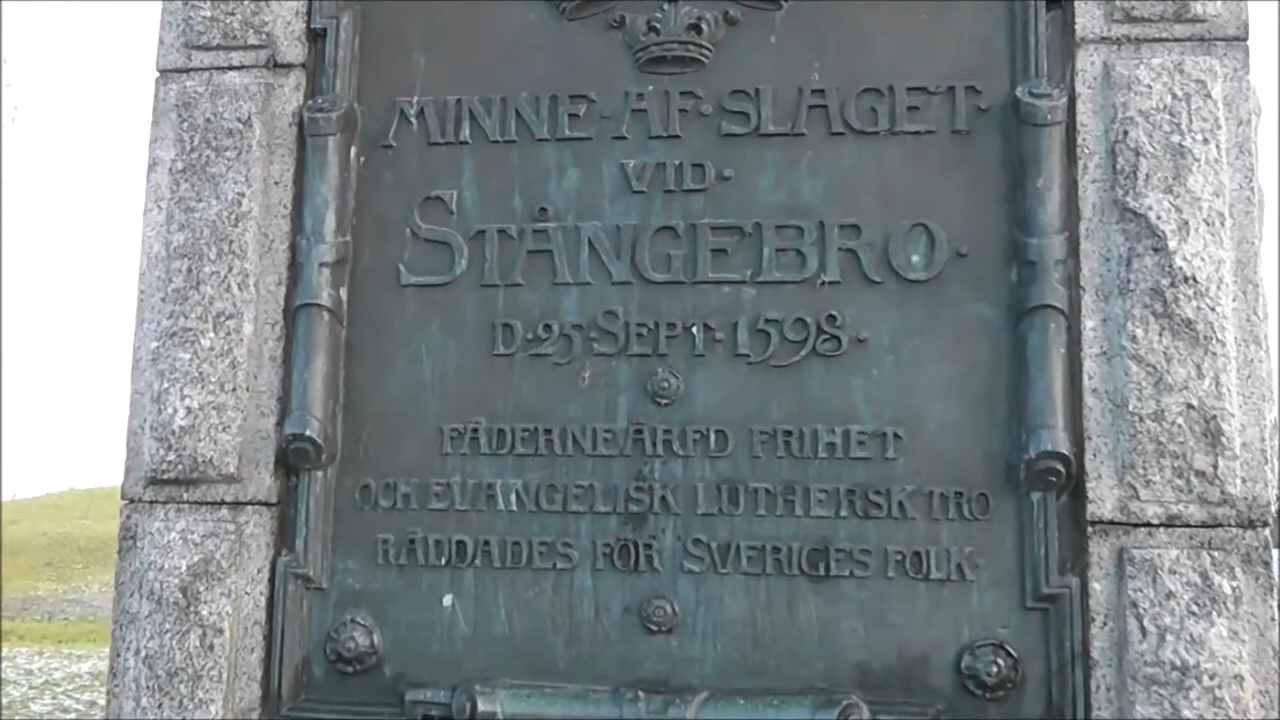 MINNE·AF·SLAGET·
VID·
STÅNGEBRO·
D·25·SEPT·1598·
FÄDERNEÄRFD FRIHET
OCH EVANGELISK LUTHERSK TRO
RÄDDADES FÖR SVERIGES FOLK·